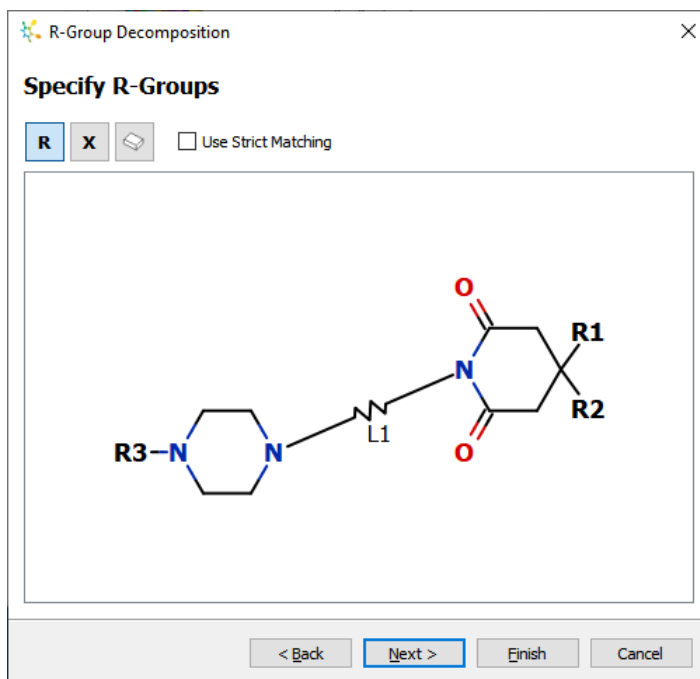 R-Group Decomposition
Specify R-Groups
R X Use Strict Matching
O
R1
N
R2
L1
R3 N N O
< Back Next > Finish Cancel